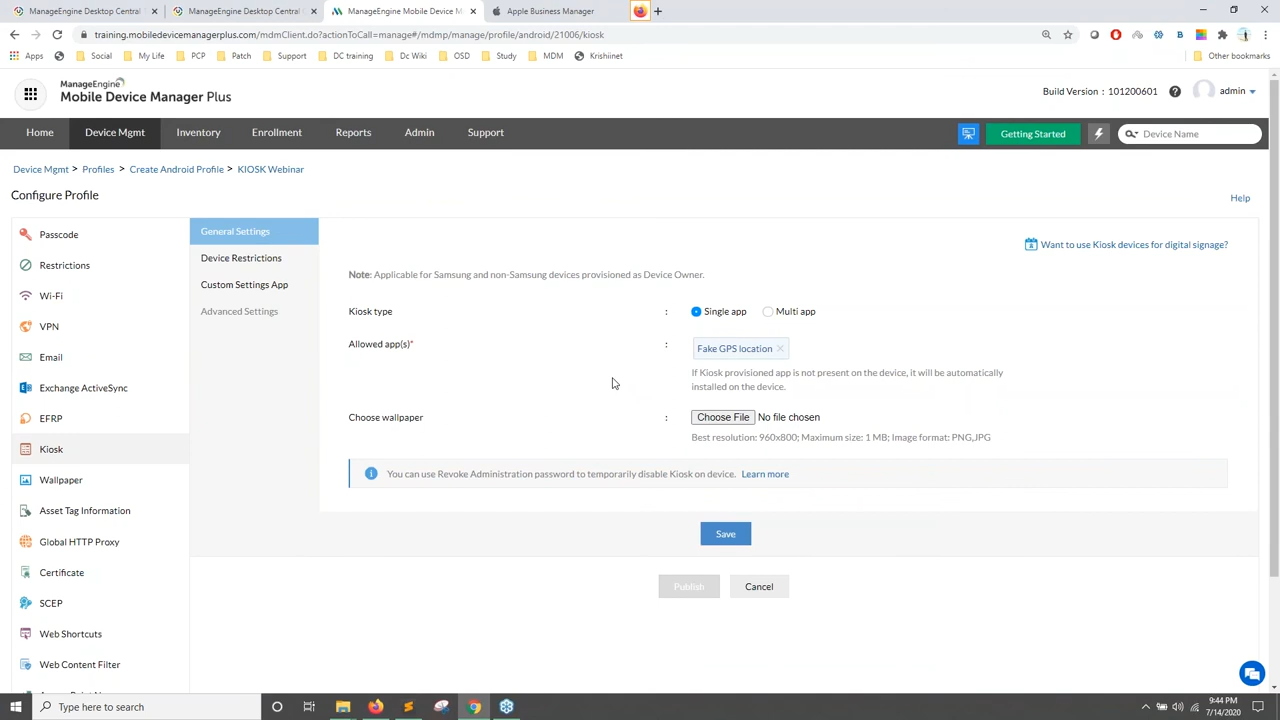 ManageEngine Desktop Central
ManageEngine Desktop Central C
ManageEngine Mobile Device M
Apple Business Manager
training.mobiledevicemanagerplus.com/mdmClient.do?actionToCall=manage#/mdmp/manage/profile/android/21006/kiosk
Apps
Social
My Life
PCP
Patch
Support
DC training
Dc Wiki
OSD
Study
MDM
Krishiinet
Other bookmarks
ManageEngine
Mobile Device Manager Plus
Build Version : 101200601
admin
Home
Device Mgmt
Inventory
Enrollment
Reports
Admin
Support
Getting Started
Device Name
Device Mgmt > Profiles > Create Android Profile > KIOSK Webinar
Configure Profile
Help
Passcode
Restrictions
Wi-Fi
VPN
Email
Exchange ActiveSync
EFRP
Kiosk
Wallpaper
Asset Tag Information
Global HTTP Proxy
Certificate
SCEP
Web Shortcuts
Web Content Filter
General Settings
Device Restrictions
Custom Settings App
Advanced Settings
Want to use Kiosk devices for digital signage?
Note: Applicable for Samsung and non-Samsung devices provisioned as Device Owner.
Kiosk type : Single app Multi app
Allowed app(s)* : Fake GPS location
If Kiosk provisioned app is not present on the device, it will be automatically
installed on the device.
Choose wallpaper : Choose File No file chosen
Best resolution: 960x800; Maximum size: 1 MB; Image format: PNG,JPG
You can use Revoke Administration password to temporarily disable Kiosk on device. Learn more
Save
Publish
Cancel
Type here to search
9:44 PM
7/14/2020